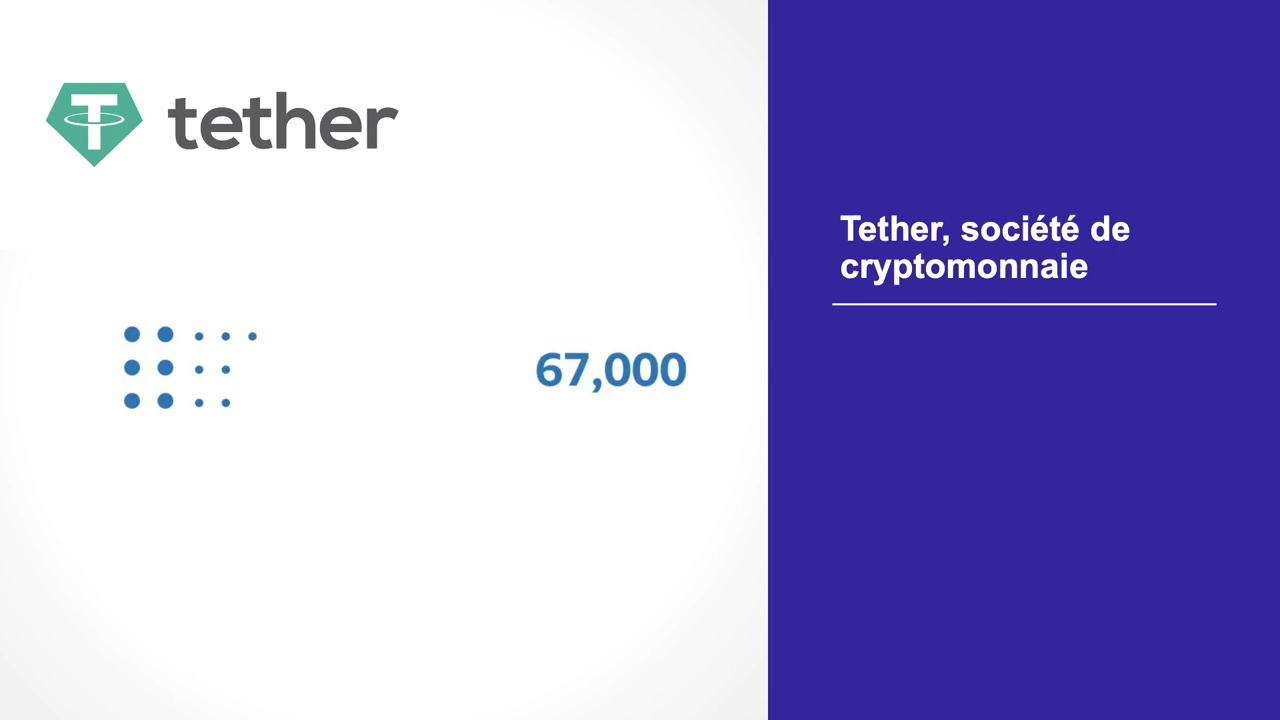 tether
67,000
Tether, société de
cryptomonnaie